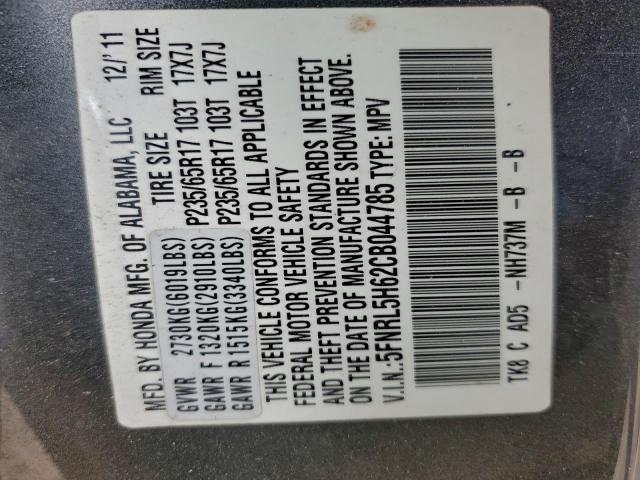 MFD. BY HONDA MFG. OF ALABAMA, LLC 12/' 11
TIRE SIZE RIM SIZE
GVWR 2730KG(6019LBS)
GAWR F 1320KG(2910LBS) P235/65R17 103T 17X7J
GAWR R 1515KG(3340LBS) P235/65R17 103T 17X7J
THIS VEHICLE CONFORMS TO ALL APPLICABLE
FEDERAL MOTOR VEHICLE SAFETY
AND THEFT PREVENTION STANDARDS IN EFFECT
ON THE DATE OF MANUFACTURE SHOWN ABOVE.
V.I.N.:5FNRL5H62CB044785 TYPE: MPV
TK8 C AD5 -NH737M -B -B